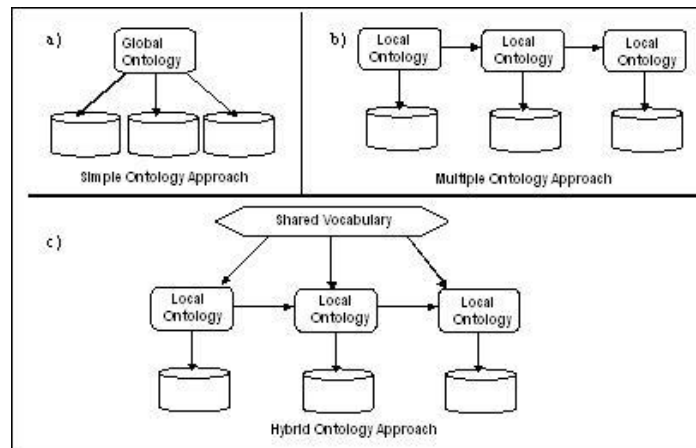 a)
Global
Ontology
Simple Ontology Approach
b)
Local
Ontology
Local
Ontology
Local
Ontology
Multiple Ontology Approach
c)
Shared Vocabulary
Local
Ontology
Local
Ontology
Local
Ontology
Hybrid Ontology Approach